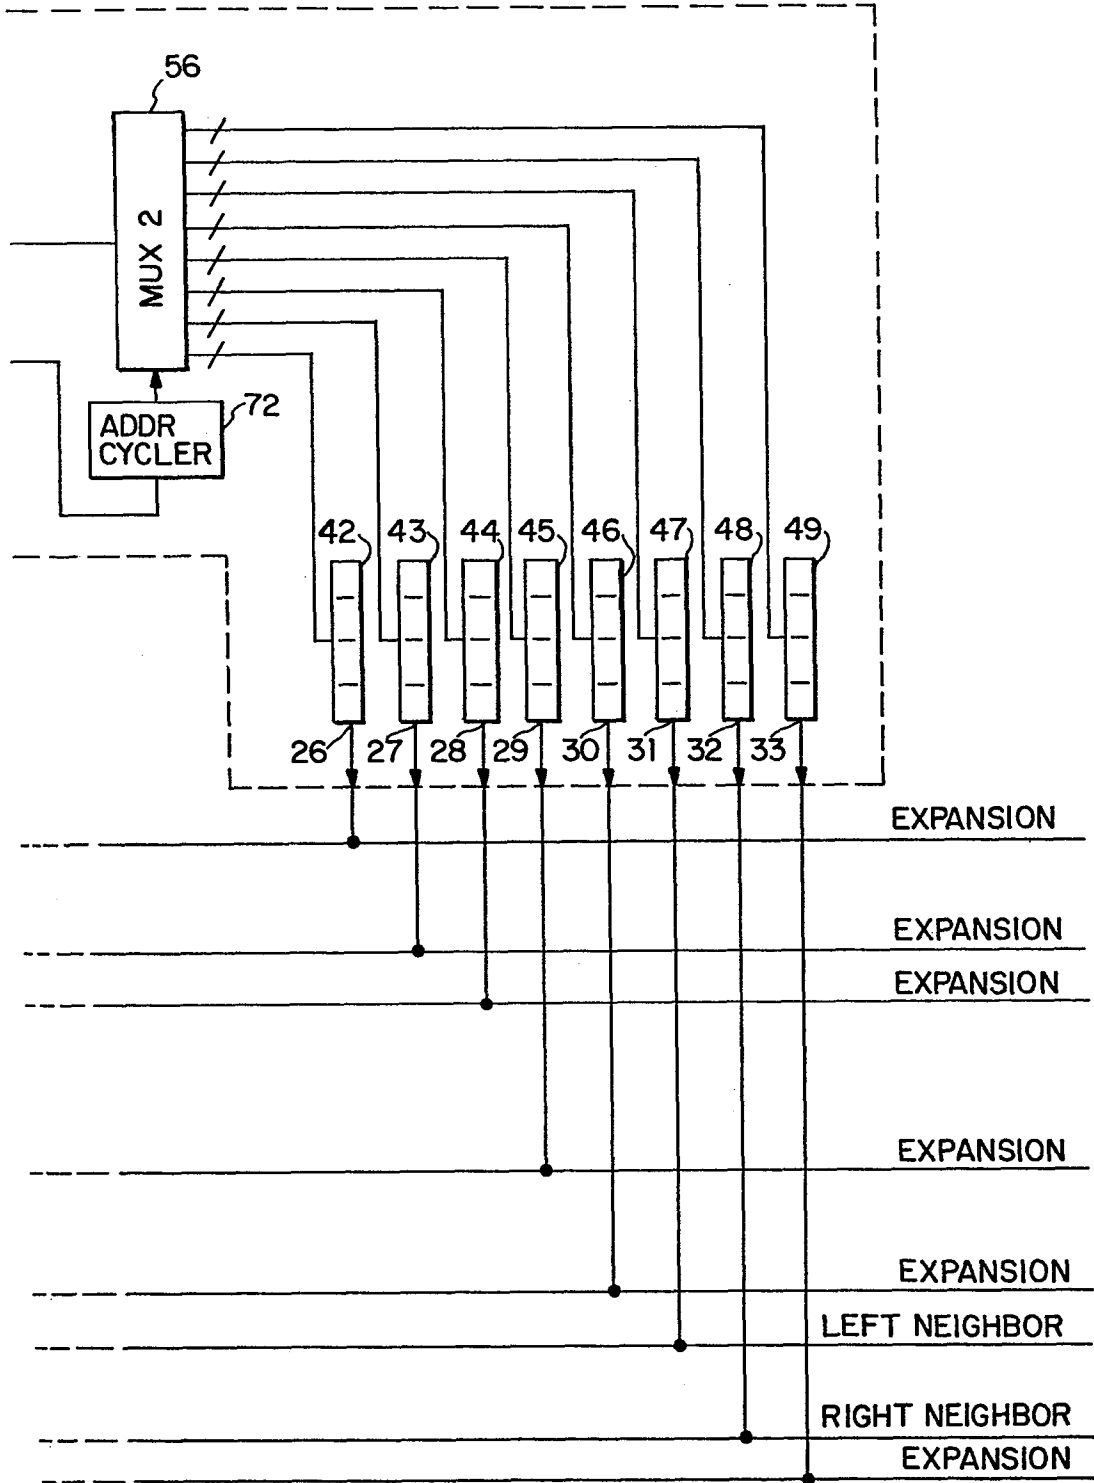 56
MUX 2
72
ADDR
CYCLER
42 43 44 45 46 47 48 49
26 27 28 29 30 31 32 33
EXPANSION
EXPANSION
EXPANSION
EXPANSION
EXPANSION
LEFT NEIGHBOR
RIGHT NEIGHBOR
EXPANSION